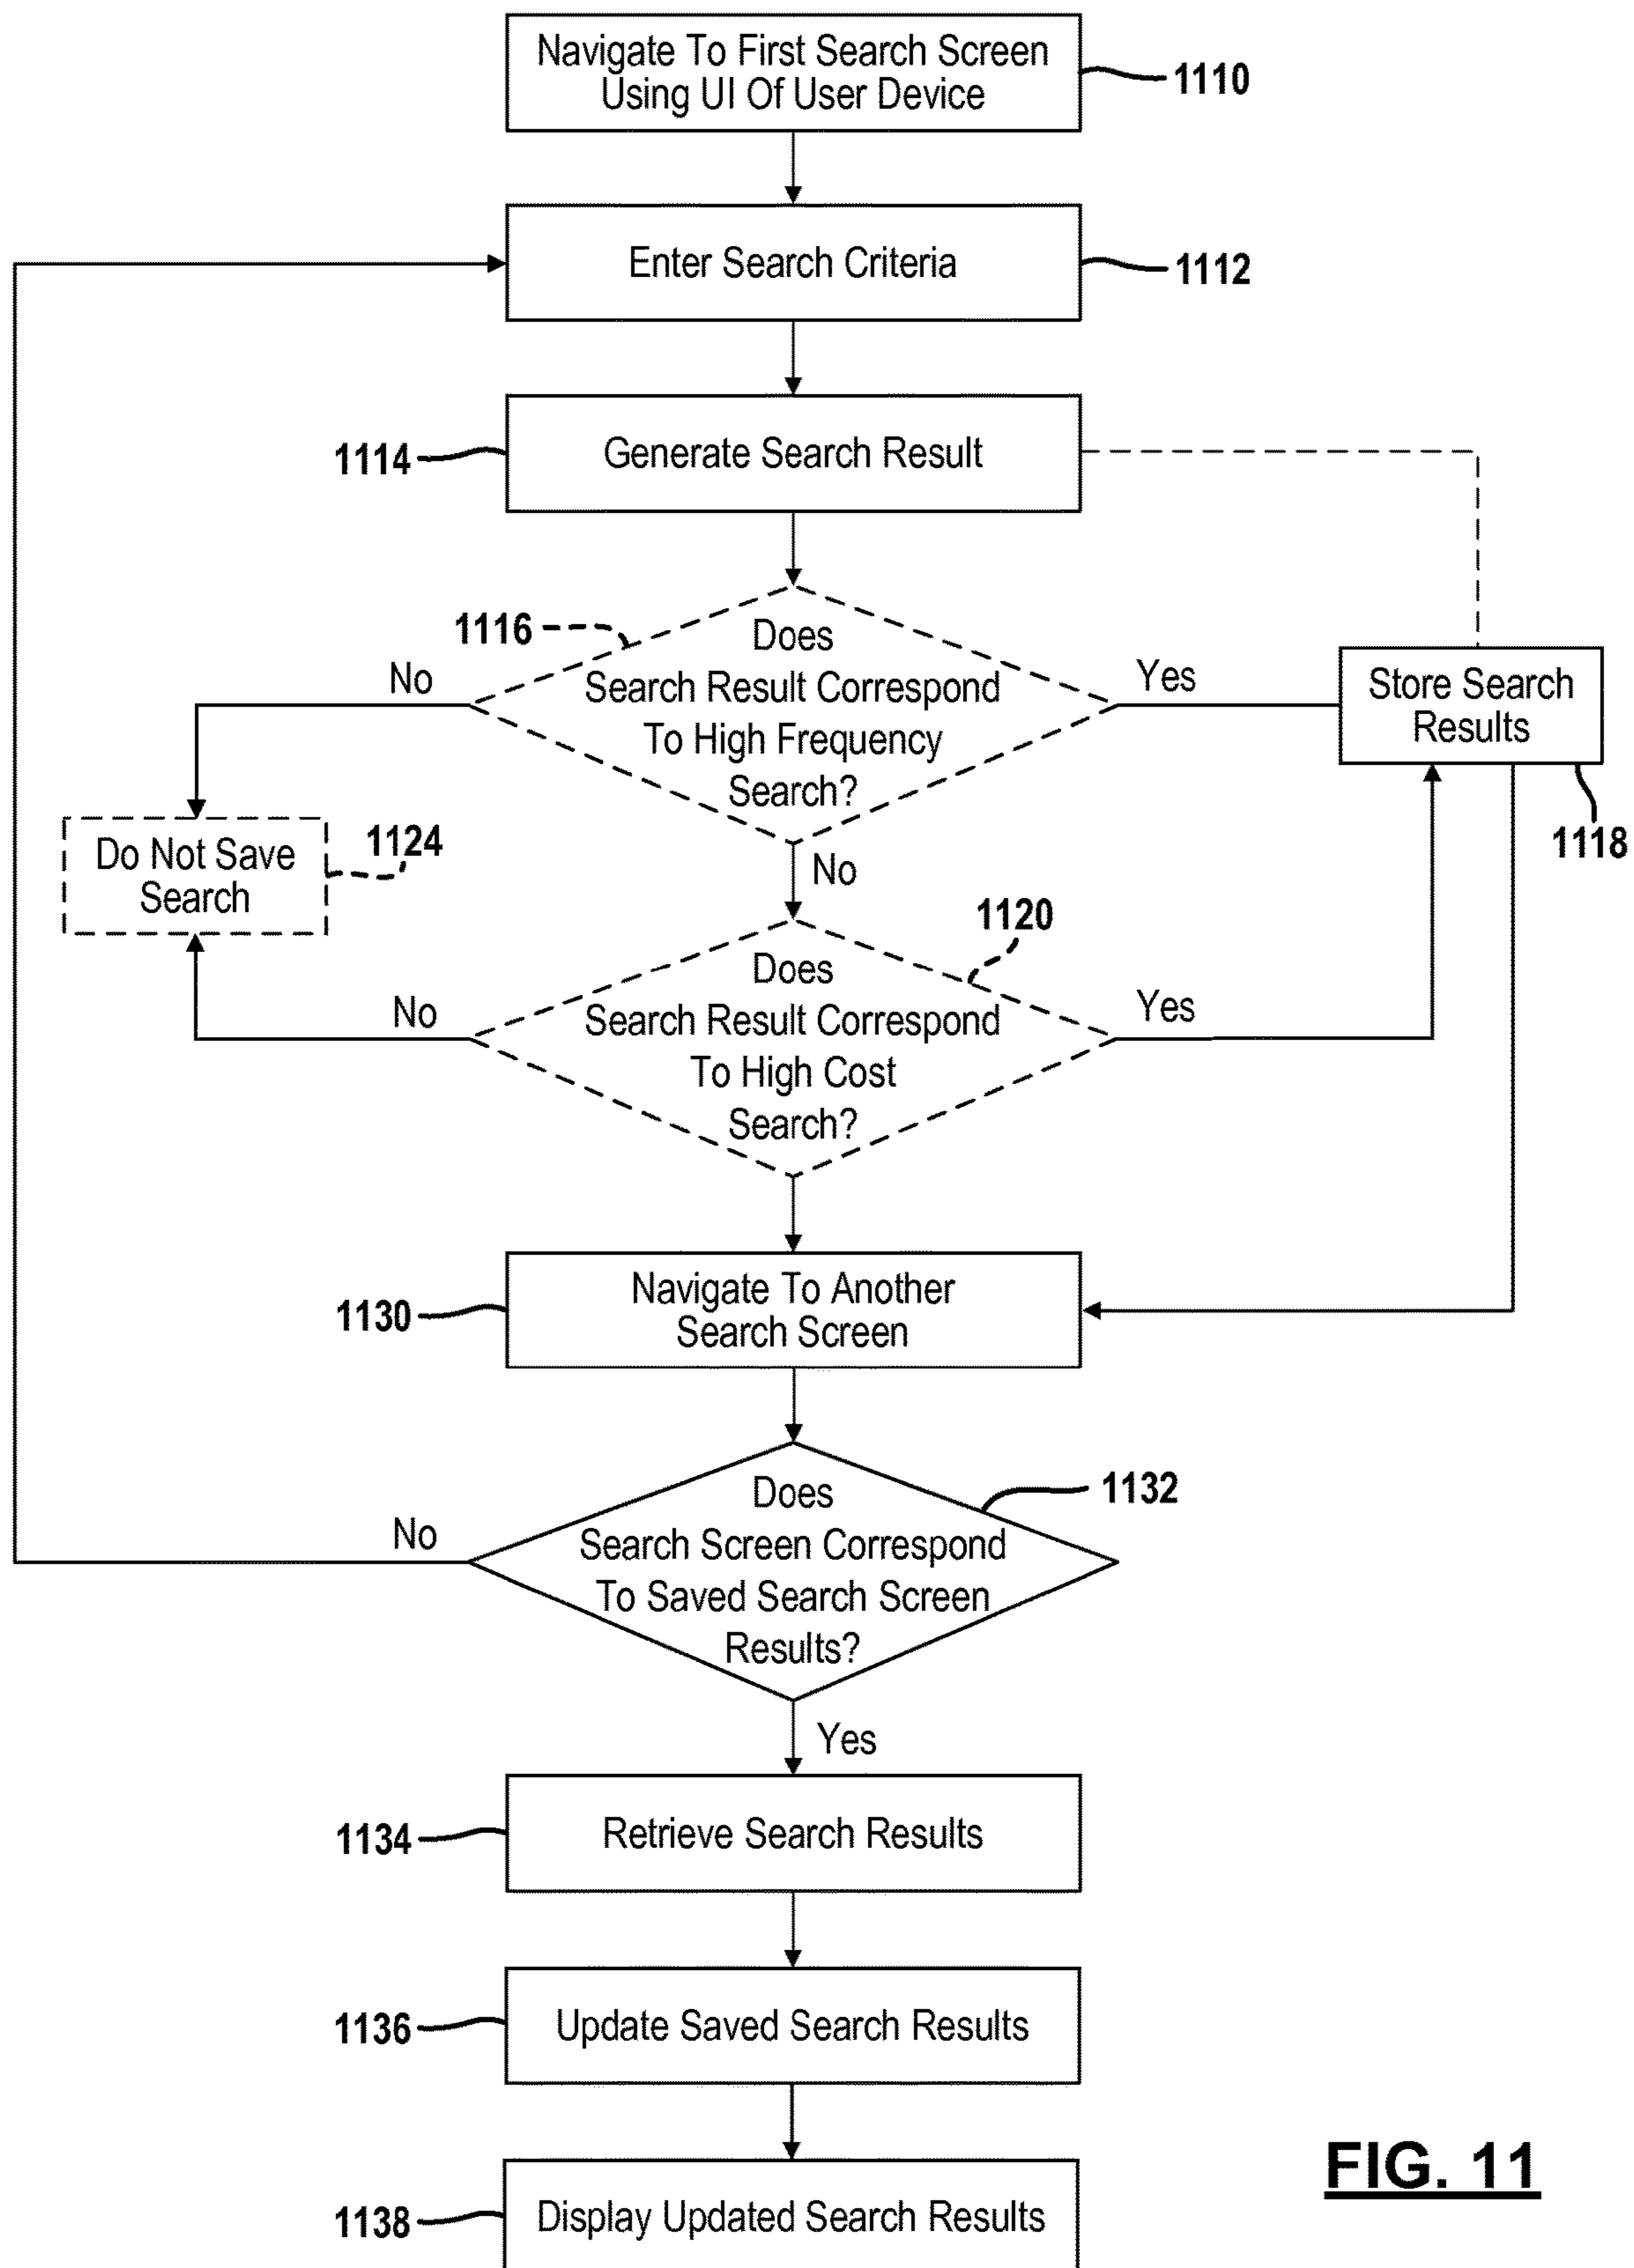 Navigate To First Search Screen
Using UI Of User Device
1110
Enter Search Criteria
1112
1114
Generate Search Result
1116
Does
Search Result Correspond
To High Frequency
Search?
No
Yes
Store Search
Results
1118
Do Not Save
Search
1124
No
1120
Does
Search Result Correspond
To High Cost
Search?
No
Yes
1130
Navigate To Another
Search Screen
1132
Does
Search Screen Correspond
To Saved Search Screen
Results?
No
Yes
1134
Retrieve Search Results
1136
Update Saved Search Results
1138
Display Updated Search Results
FIG. 11